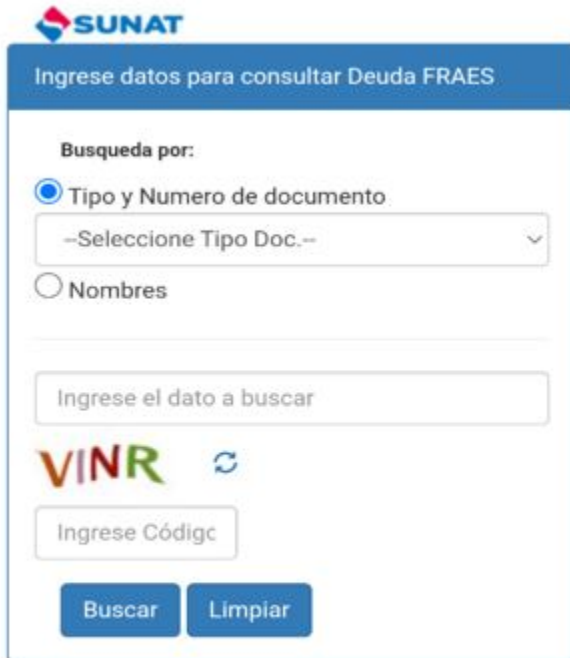 SUNAT
Ingrese datos para consultar Deuda FRAES
Busqueda por:
Tipo y Numero de documento
--Seleccione Tipo Doc.--
Nombres
Ingrese el dato a buscar
VINR
Ingrese Código
Buscar Limpiar